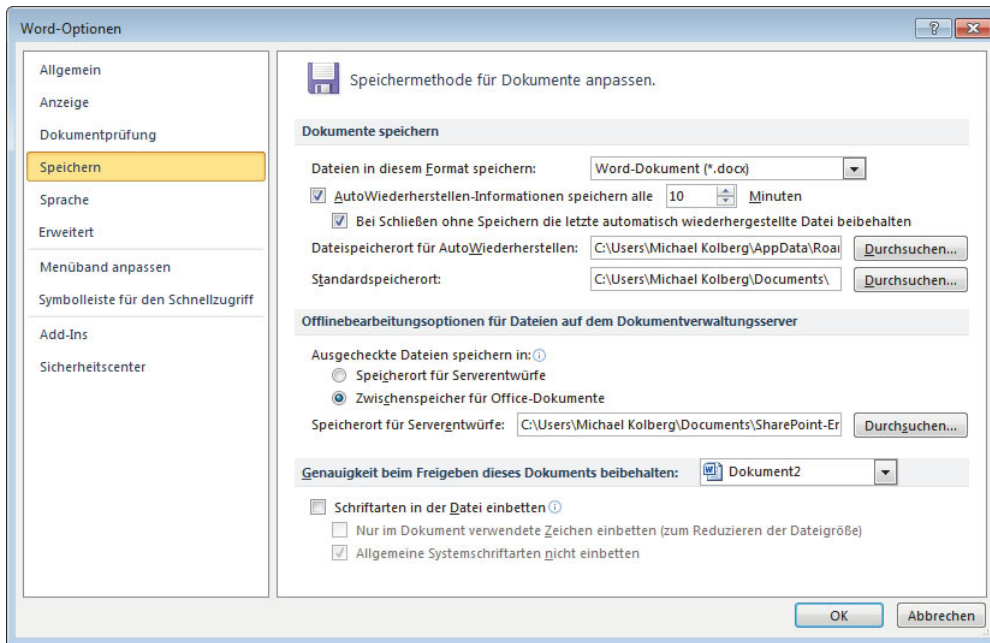 Word-Optionen
Allgemein
Anzeige
Dokumentprüfung
Speichern
Sprache
Erweitert
Menüband anpassen
Symbolleiste für den Schnellzugriff
Add-Ins
Sicherheitscenter
Speichermethode für Dokumente anpassen.
Dokumente speichern
Dateien in diesem Format speichern: Word-Dokument (*.docx)
AutoWiederherstellen-Informationen speichern alle 10 Minuten
Bei Schließen ohne Speichern die letzte automatisch wiederhergestellte Datei beibehalten
Dateispeicherort für AutoWiederherstellen: C:\Users\Michael Kolberg\AppData\Roar Durchsuchen...
Standardspeicherort: C:\Users\Michael Kolberg\Documents\ Durchsuchen...
Offlinebearbeitungsoptionen für Dateien auf dem Dokumentverwaltungsserver
Ausgecheckte Dateien speichern in:
Speicherort für Serverentwürfe
Zwischenspeicher für Office-Dokumente
Speicherort für Serverentwürfe: C:\Users\Michael Kolberg\Documents\SharePoint-Er Durchsuchen...
Genauigkeit beim Freigeben dieses Dokuments beibehalten: Dokument2
Schriftarten in der Datei einbetten
Nur im Dokument verwendete Zeichen einbetten (zum Reduzieren der Dateigröße)
Allgemeine Systemschriftarten nicht einbetten
OK Abbrechen